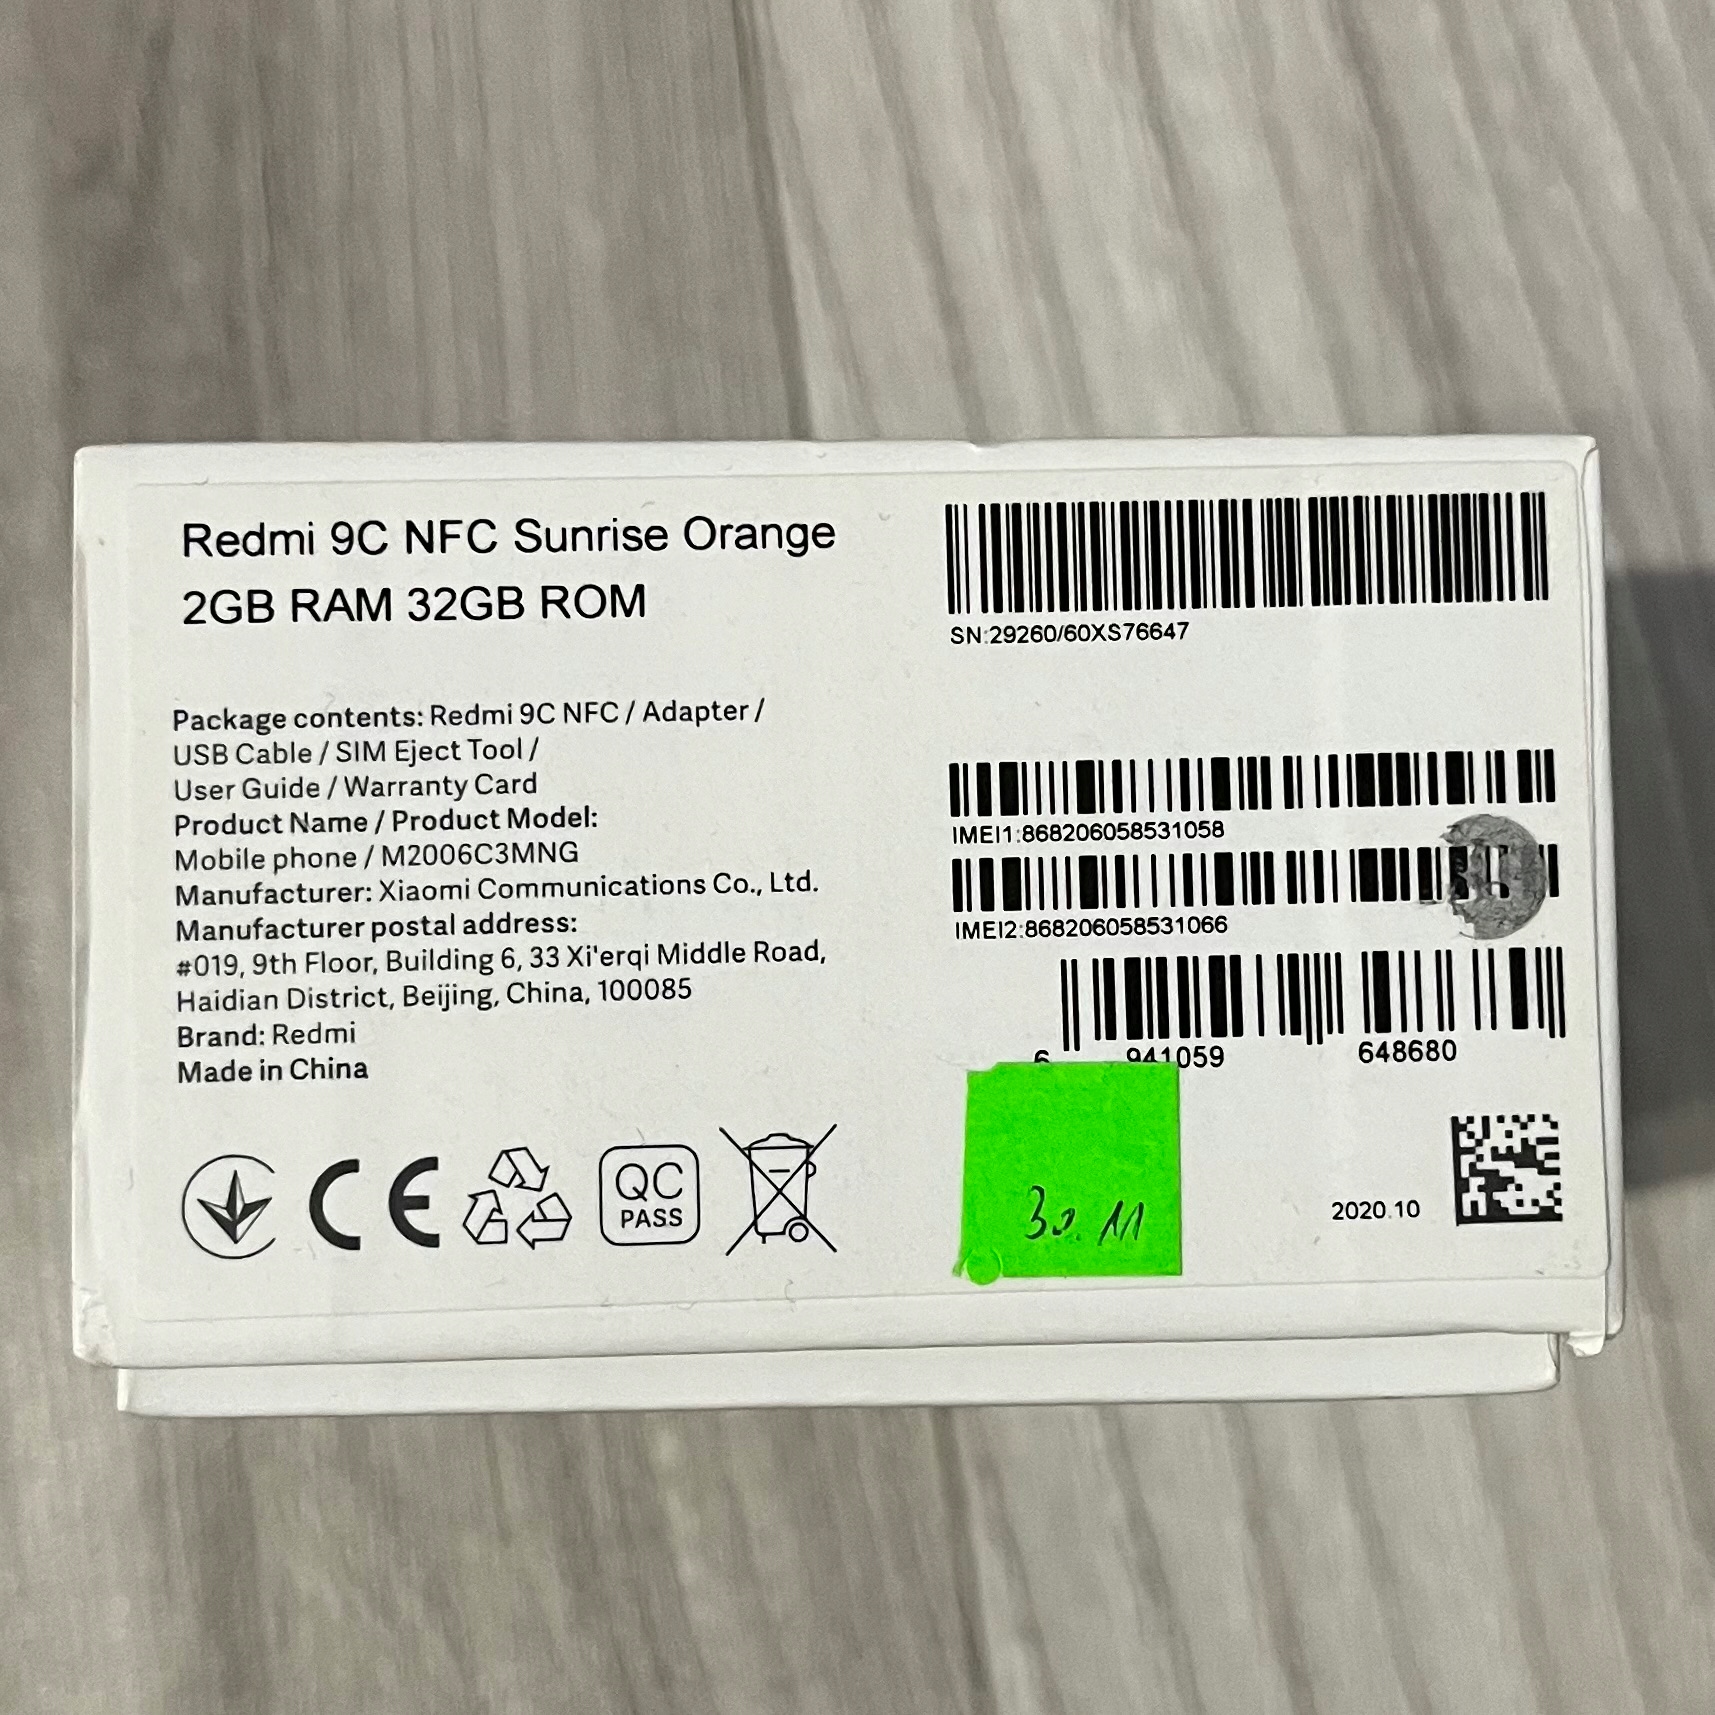 Redmi 9C NFC Sunrise Orange
2GB RAM 32GB ROM
Package contents: Redmi 9C NFC / Adapter /
USB Cable / SIM Eject Tool /
User Guide / Warranty Card
Product Name / Product Model:
Mobile phone / M2006C3MNG
Manufacturer: Xiaomi Communications Co., Ltd.
Manufacturer postal address:
#019, 9th Floor, Building 6, 33 Xi'erqi Middle Road,
Haidian District, Beijing, China, 100085
Brand: Redmi
Made in China
CE
QC
PASS
SN:29260/60XS76647
IMEI1:868206058531058
IMEI2:868206058531066
6 941059 648680
30.11
2020.10